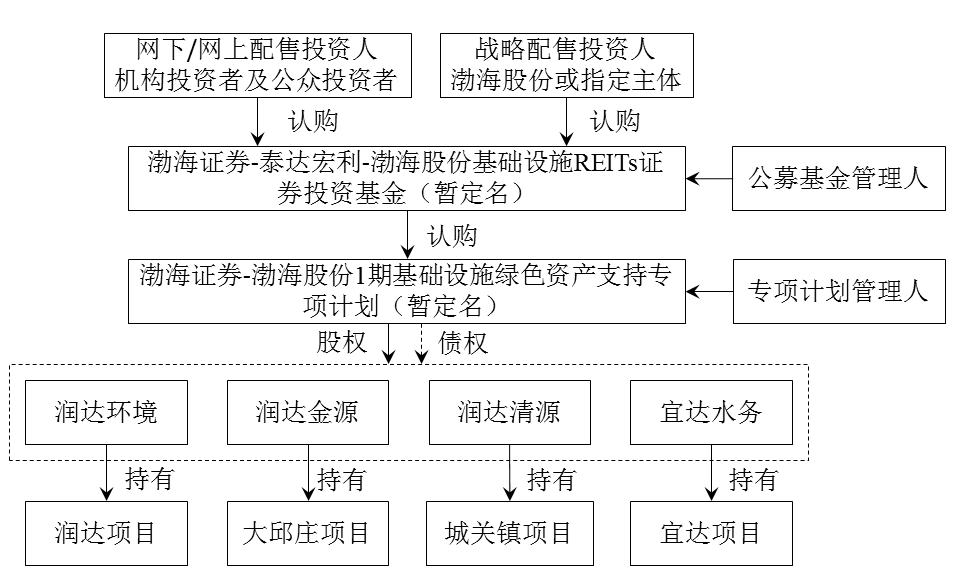 网下/网上配售投资人
机构投资者及公众投资者
战略配售投资人
渤海股份或指定主体
认购
认购
渤海证券-泰达宏利-渤海股份基础设施REITs证
券投资基金（暂定名）
公募基金管理人
认购
渤海证券-渤海股份1期基础设施绿色资产支持专
项计划（暂定名）
专项计划管理人
股权
债权
润达环境
润达金源
润达清源
宜达水务
持有
持有
持有
持有
润达项目
大邱庄项目
城关镇项目
宜达项目